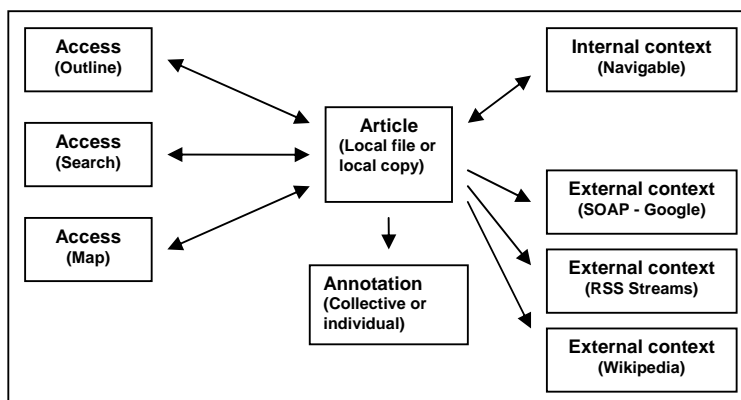 Access
(Outline)
Access
(Search)
Access
(Map)
Article
(Local file or
local copy)
Annotation
(Collective or
individual)
Internal context
(Navigable)
External context
(SOAP - Google)
External context
(RSS Streams)
External context
(Wikipedia)